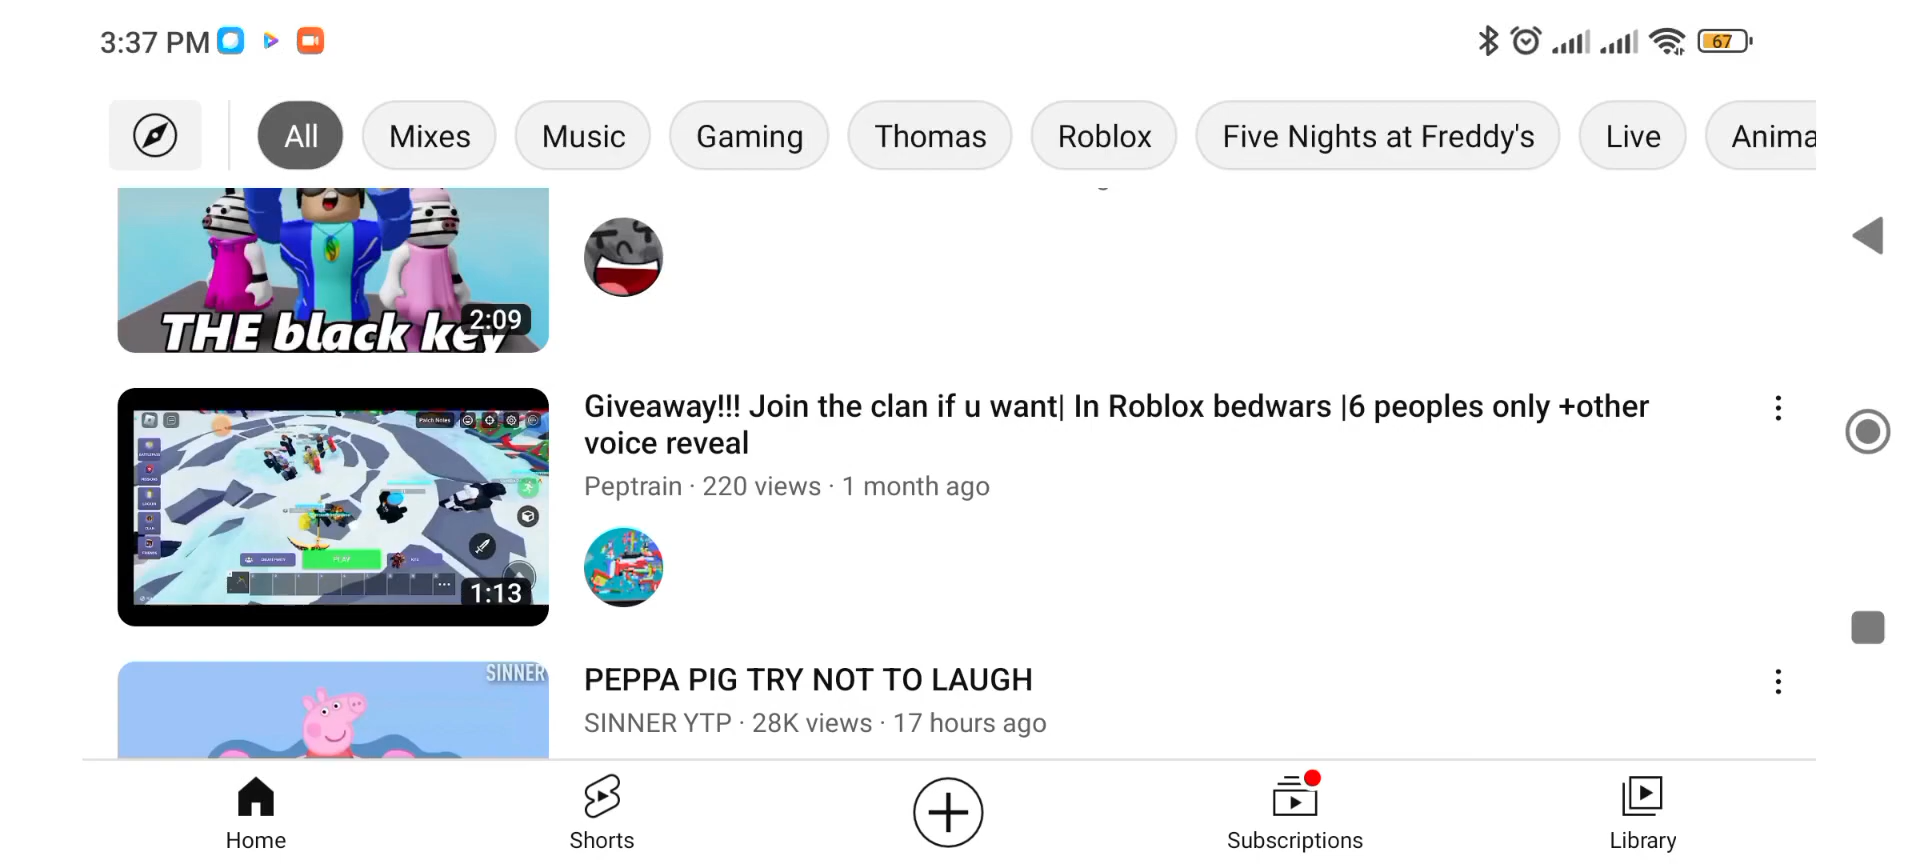 3:37 PM
67
All
Mixes
Music
Gaming
Thomas
Roblox
Five Nights at Freddy's
Live
Anima
THE black key
2:09
Giveaway!!! Join the clan if u want| In Roblox bedwars |6 peoples only +other
voice reveal
Peptrain · 220 views · 1 month ago
Patch Notes
PLAY
1:13
SINNER
PEPPA PIG TRY NOT TO LAUGH
SINNER YTP · 28K views · 17 hours ago
Home
Shorts
Subscriptions
Library